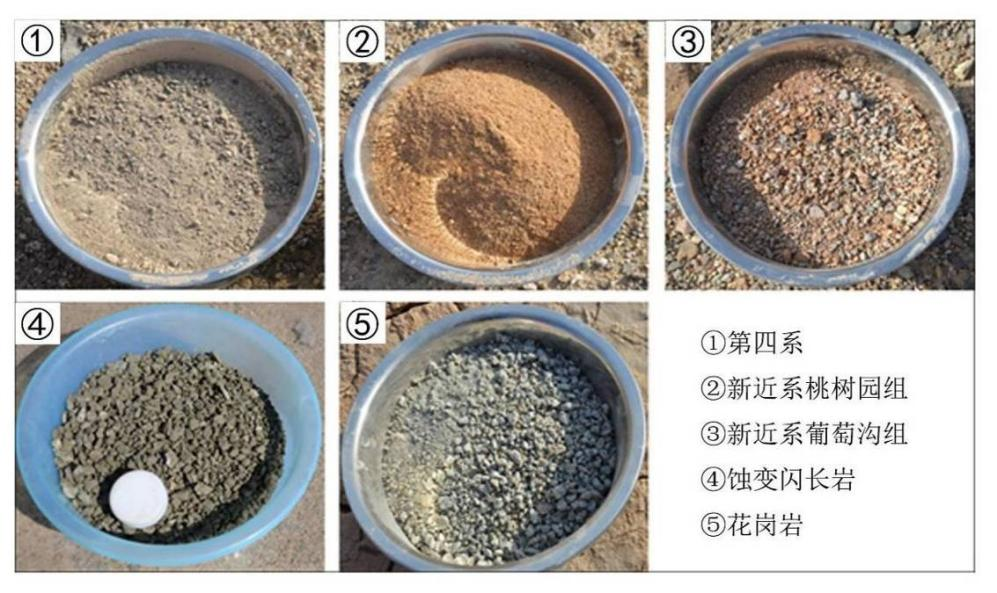 ①
②
③
④
⑤
①第四系
②新近系桃树园组
③新近系葡萄沟组
④蚀变闪长岩
⑤花岗岩